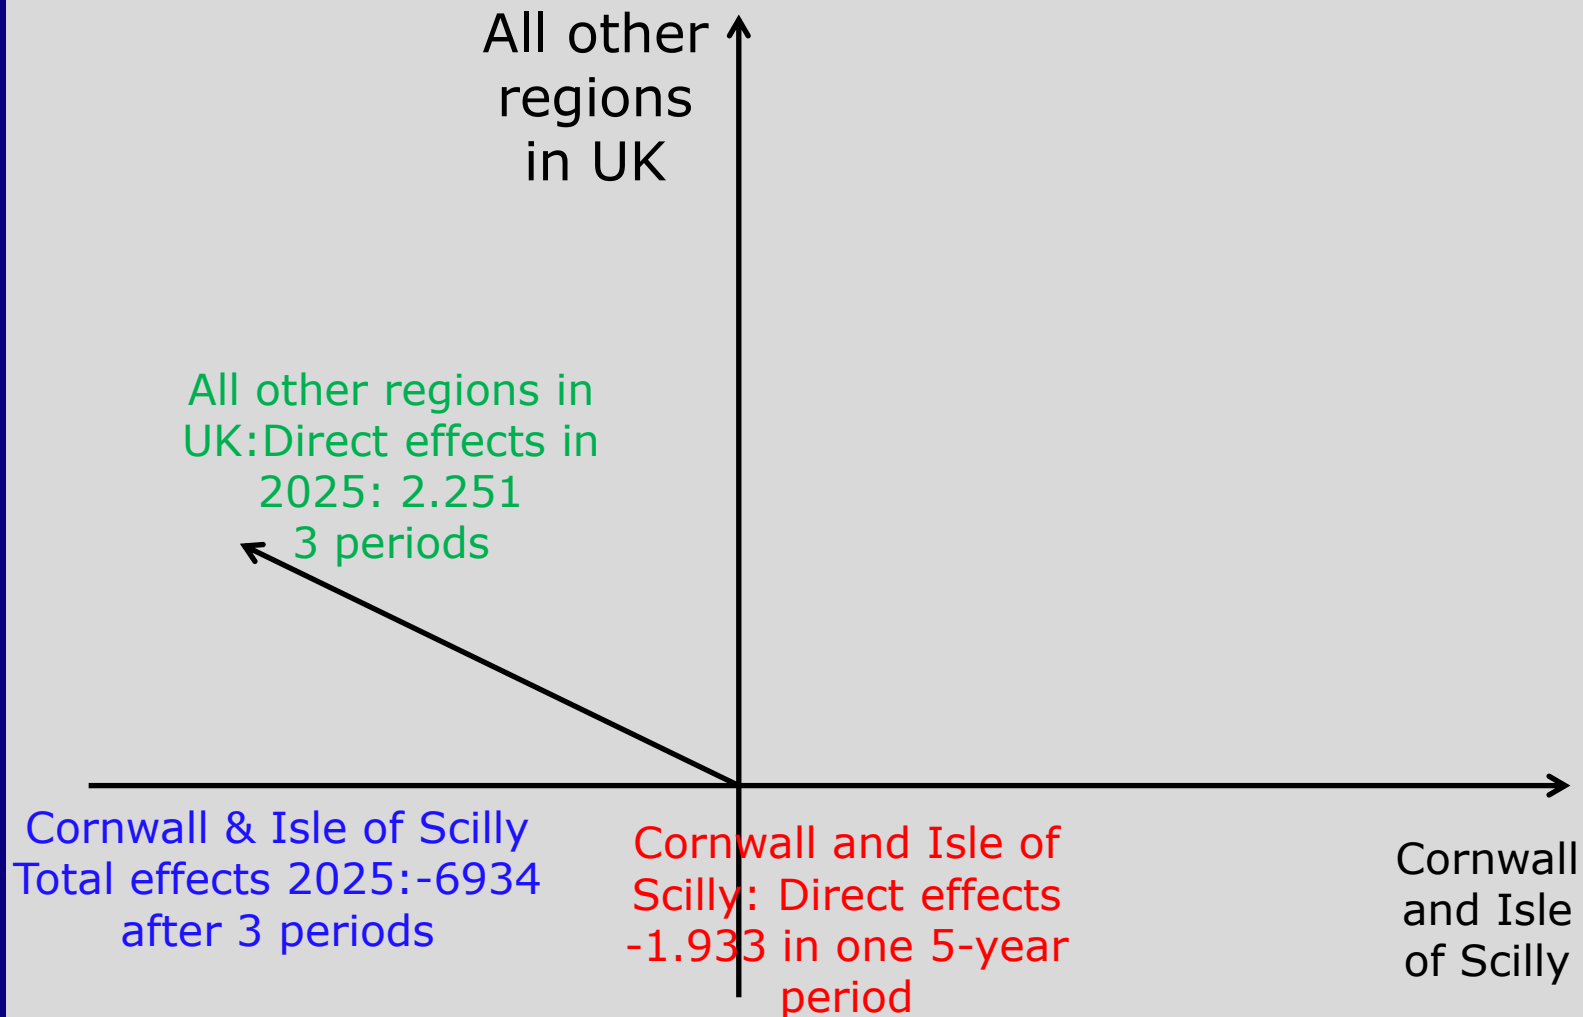 All other
regions
in UK
All other regions in
UK:Direct effects in
2025: 2.251
3 periods
Cornwall & Isle of Scilly
Total effects 2025:-6934
after 3 periods
Cornwall and Isle of
Scilly: Direct effects
-1.933 in one 5-year
period
Cornwall
and Isle
of Scilly